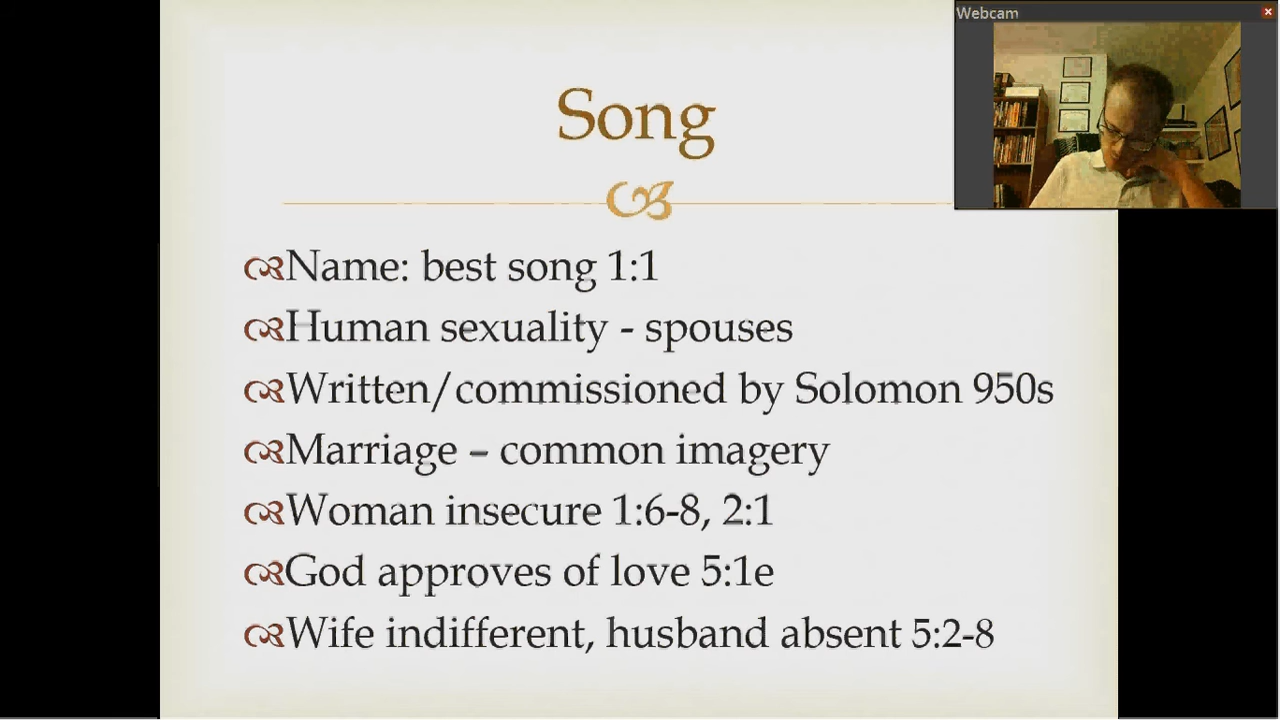 Webcam
Song
Name: best song 1:1
Human sexuality - spouses
Written/commissioned by Solomon 950s
Marriage – common imagery
Woman insecure 1:6-8, 2:1
God approves of love 5:1e
Wife indifferent, husband absent 5:2-8